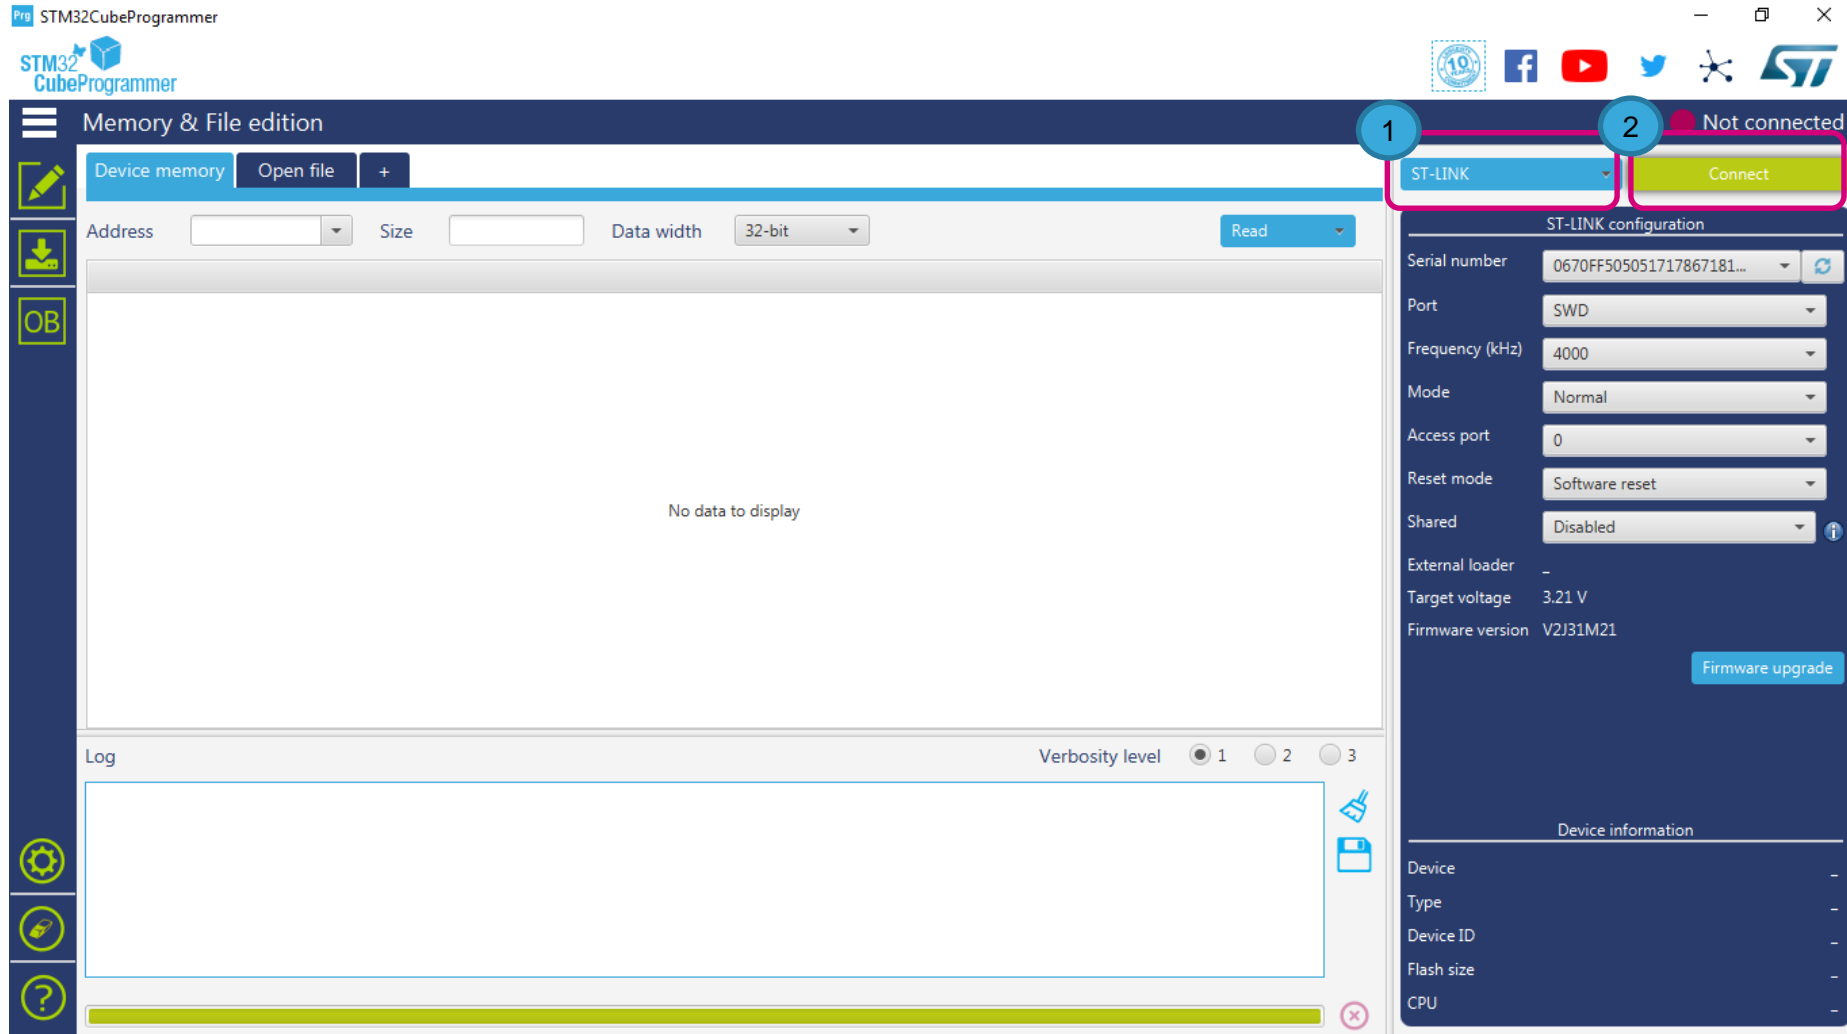 Prg STM32CubeProgrammer
STM32
CubeProgrammer
10
ST
Memory & File edition
1
2
Not connected
Device memory
Open file
+
ST-LINK
Connect
Address
Size
Data width
32-bit
Read
ST-LINK configuration
Serial number
0670FF505051717867181...
Port
SWD
Frequency (kHz)
4000
Mode
Normal
Access port
0
Reset mode
Software reset
Shared
Disabled
External loader
_
Target voltage
3.21 V
Firmware version
V2J31M21
Firmware upgrade
OB
No data to display
Log
Verbosity level
1
2
3
Device information
Device
_
Type
_
Device ID
_
Flash size
_
CPU
_
?